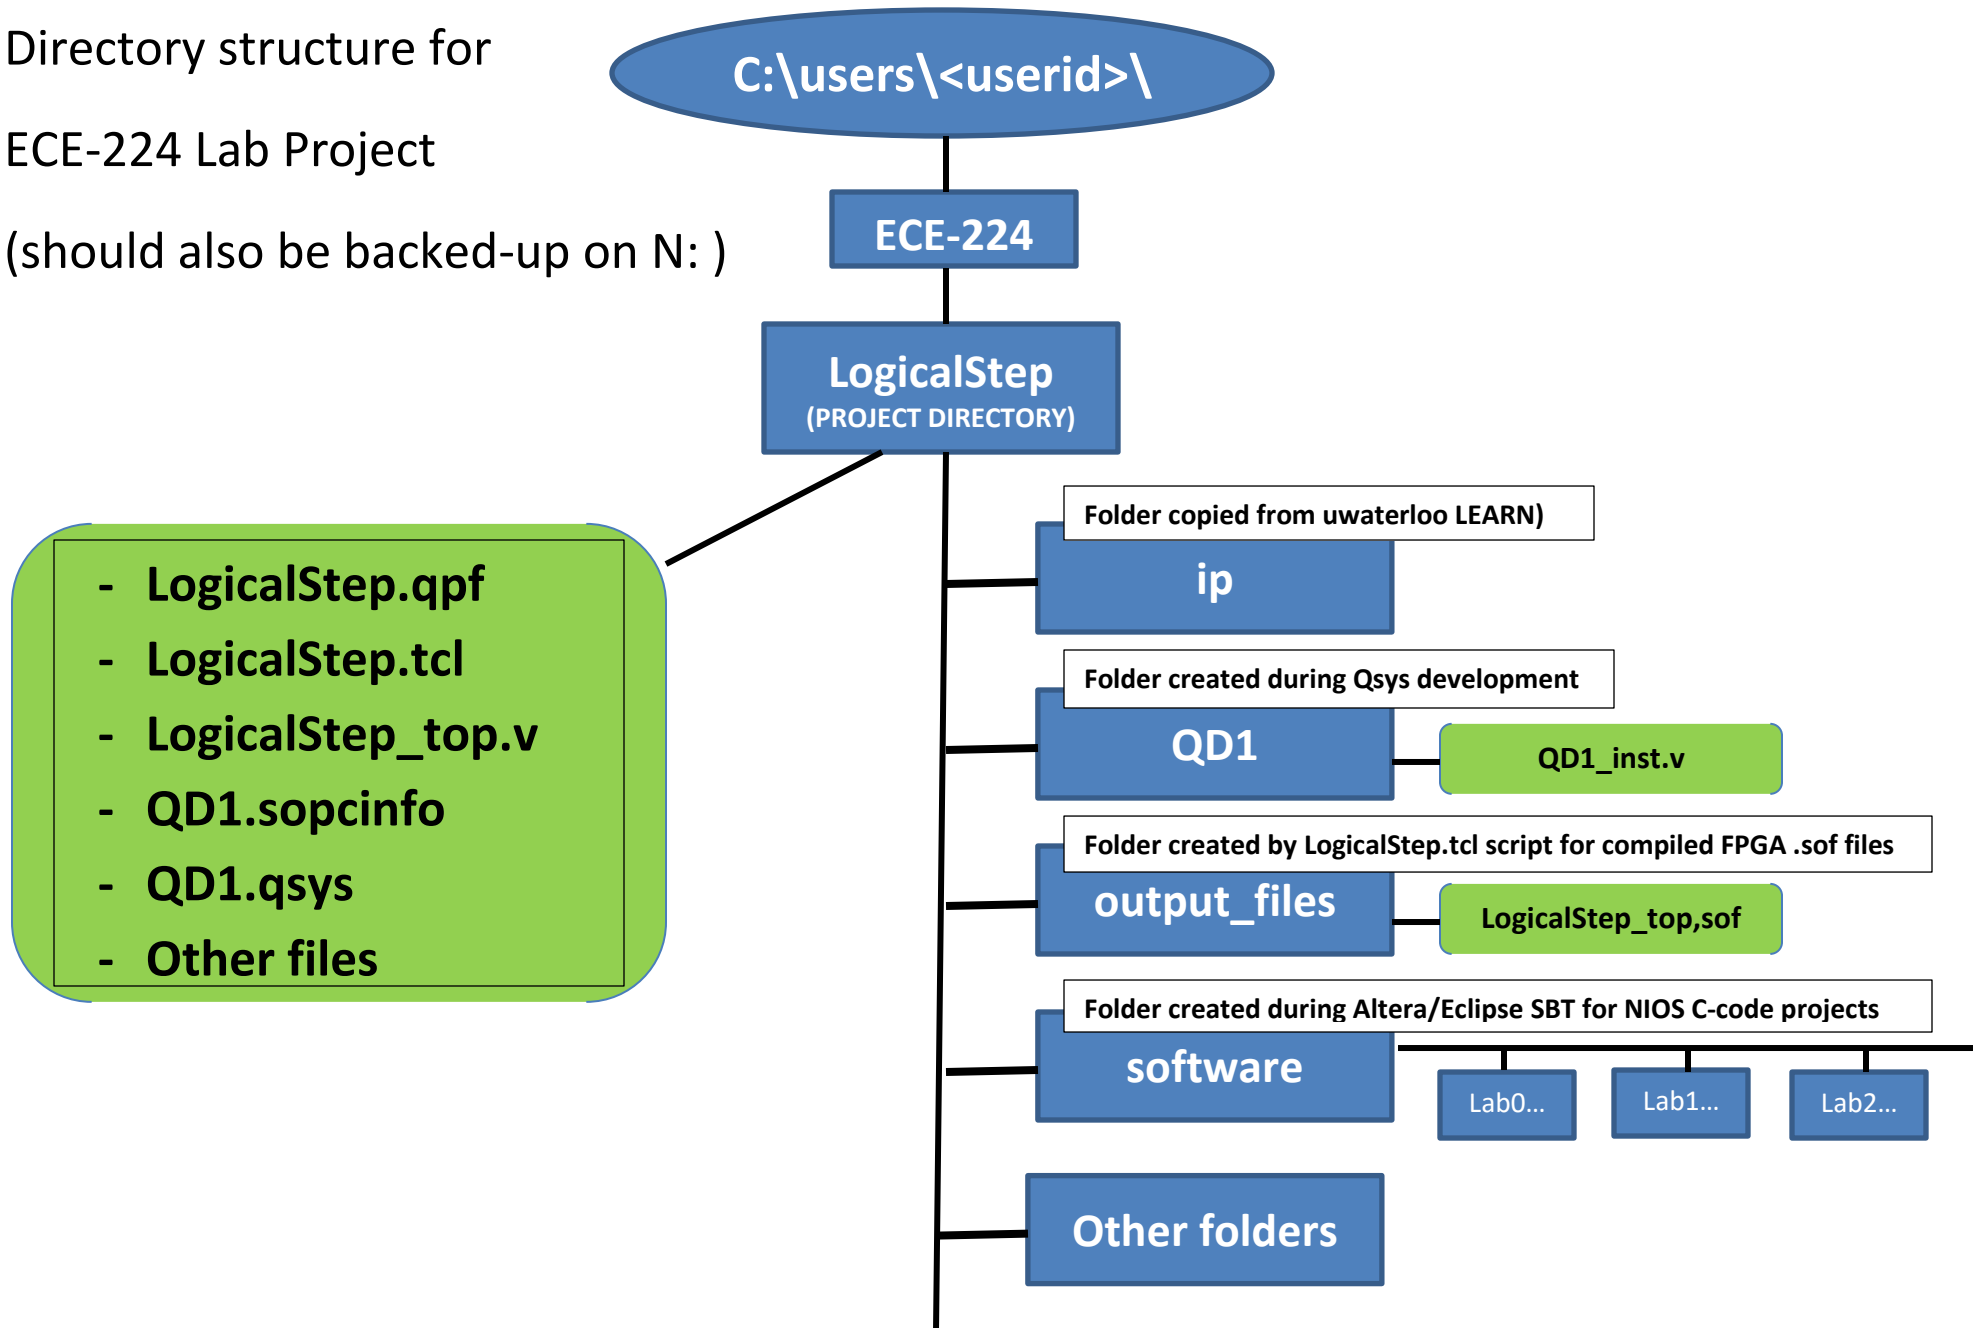 Directory structure for
ECE-224 Lab Project
(should also be backed-up on N: )
C:\users\<userid>\
ECE-224
LogicalStep
(PROJECT DIRECTORY)
- LogicalStep.qpf
- LogicalStep.tcl
- LogicalStep_top.v
- QD1.sopcinfo
- QD1.qsys
- Other files
Folder copied from uwaterloo LEARN)
ip
Folder created during Qsys development
QD1
QD1_inst.v
Folder created by LogicalStep.tcl script for compiled FPGA .sof files
output_files
LogicalStep_top,sof
Folder created during Altera/Eclipse SBT for NIOS C-code projects
software
Lab0...
Lab1...
Lab2...
Other folders